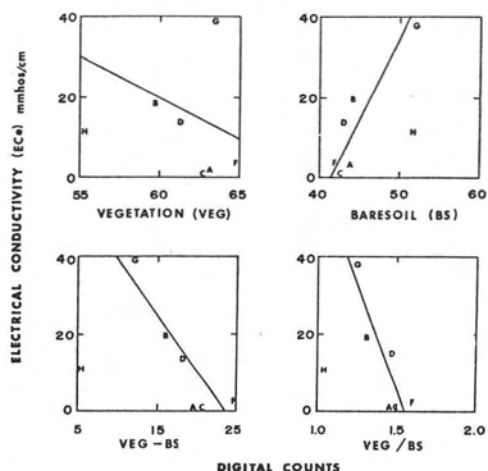 ELECTRICAL CONDUCTIVITY (ECe) mmhos/cm
40
20
0
G
B
D
H
A
C
F
55 60 65
VEGETATION (VEG)
40
20
0
G
B
D
H
F
A
C
40 50 60
BARESOIL (BS)
40
20
0
G
B
D
H
A C
F
5 15 25
VEG-BS
40
20
0
G
B
D
H
A C
F
1.0 1.5 2.0
VEG/BS
DIGITAL COUNTS